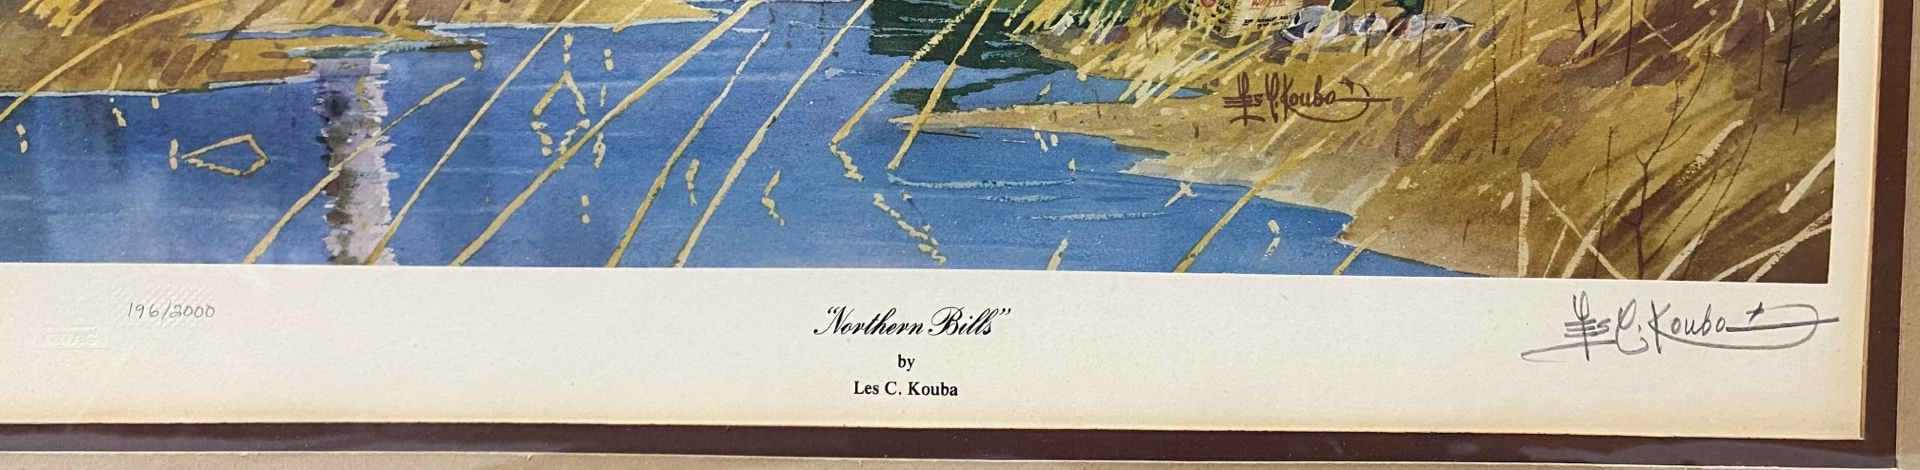 Les C. Kouba
196/2000
"Northern Bills"
by
Les C. Kouba
Les C. Kouba